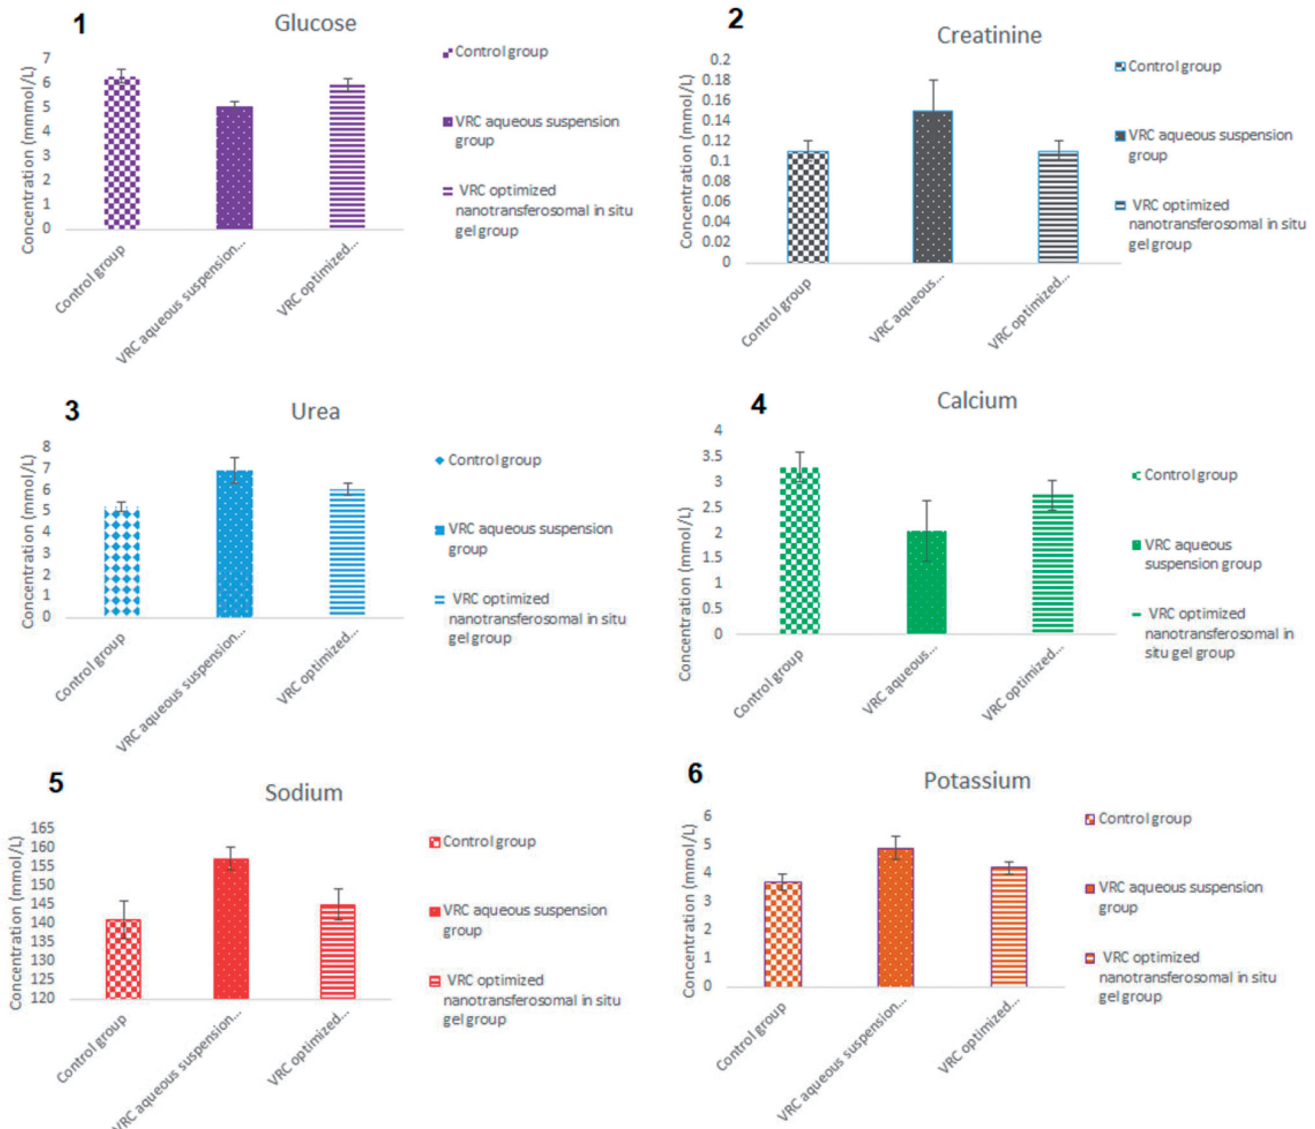 1
Glucose
Concentration (mmmol/L)
7
6
5
4
3
2
1
0
Control group
VRC aqueous suspension...
VRC optimized...
Control group
VRC aqueous suspension
group
VRC optimized
nanotransferosomal in situ
gel group
2
Creatinine
Concentration (mmol/L)
0.2
0.18
0.16
0.14
0.12
0.1
0.08
0.06
0.04
0.02
0
Control group
VRC aqueous...
VRC optimized...
Control group
VRC aqueous suspension
group
VRC optimized
nanotransferosomal in situ
gel group
3
Urea
Concentration (mmol/L)
8
7
6
5
4
3
2
1
0
Control group
VRC aqueous suspension...
VRC optimized...
Control group
VRC aqueous suspension
group
VRC optimized
nanotransferosomal in situ
gel group
4
Calcium
Concentration (mmol/L)
4
3.5
3
2.5
2
1.5
1
0.5
0
Control group
VRC aqueous...
VRC optimized...
Control group
VRC aqueous
suspension group
VRC optimized
nanotransferosomal in
situ gel group
5
Sodium
Concentration (mmol/L)
165
160
155
150
145
140
135
130
125
120
Control group
VRC aqueous suspension...
VRC optimized...
Control group
VRC aqueous suspension
group
VRC optimized
nanotransferosomal in situ
gel group
6
Potassium
Concentration (mmol/L)
6
5
4
3
2
1
0
Control group
VRC aqueous suspension...
VRC optimized...
Control group
VRC aqueous suspension
group
VRC optimized
nanotransferosomal in situ
gel group